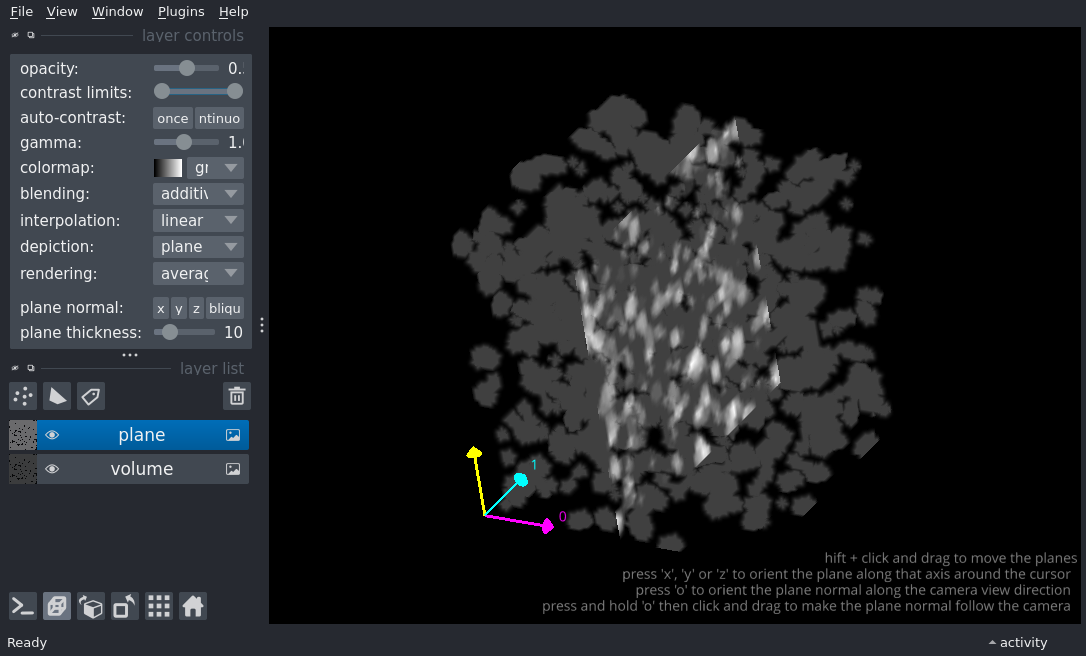 File View Window Plugins Help
layer controls
opacity: 0.
contrast limits:
auto-contrast: once ntinuo
gamma: 1.
colormap: gr
blending: additiv
interpolation: linear
depiction: plane
rendering: averag
plane normal: x y z bliqu
plane thickness: 10
layer list
plane
volume
1
0
hift + click and drag to move the planes
press 'x', 'y' or 'z' to orient the plane along that axis around the cursor
press 'o' to orient the plane normal along the camera view direction
press and hold 'o' then click and drag to make the plane normal follow the camera
Ready
activity